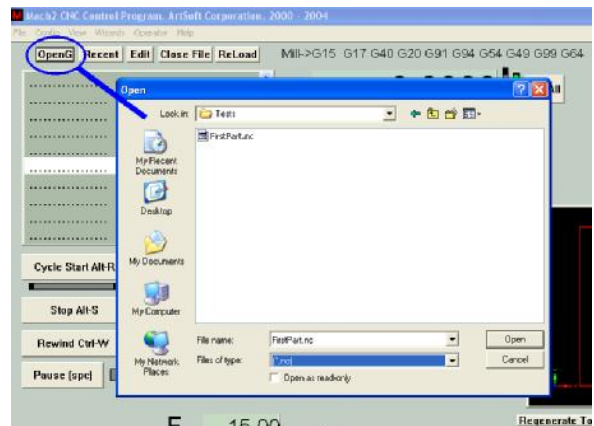 Mach2 CNC Control Program. ArtSoft Corporation. 2000 - 2004
File Config View Wizards Operator Help
OpenG Recent Edit Close File ReLoad Mill->G15 G17 G40 G20 G91 G94 G54 G49 G99 G64
Open
Look in: Tests
FirstPart.nc
My Recent
Documents
Desktop
My Documents
My Computer
My Network
Places
File name: FirstPart.nc Open
Files of type: Cancel
Open as read-only
Cycle Start Alt-R
Stop Alt-S
Rewind Ctrl-W
Pause (spc)
F 15.00
Regenerate To